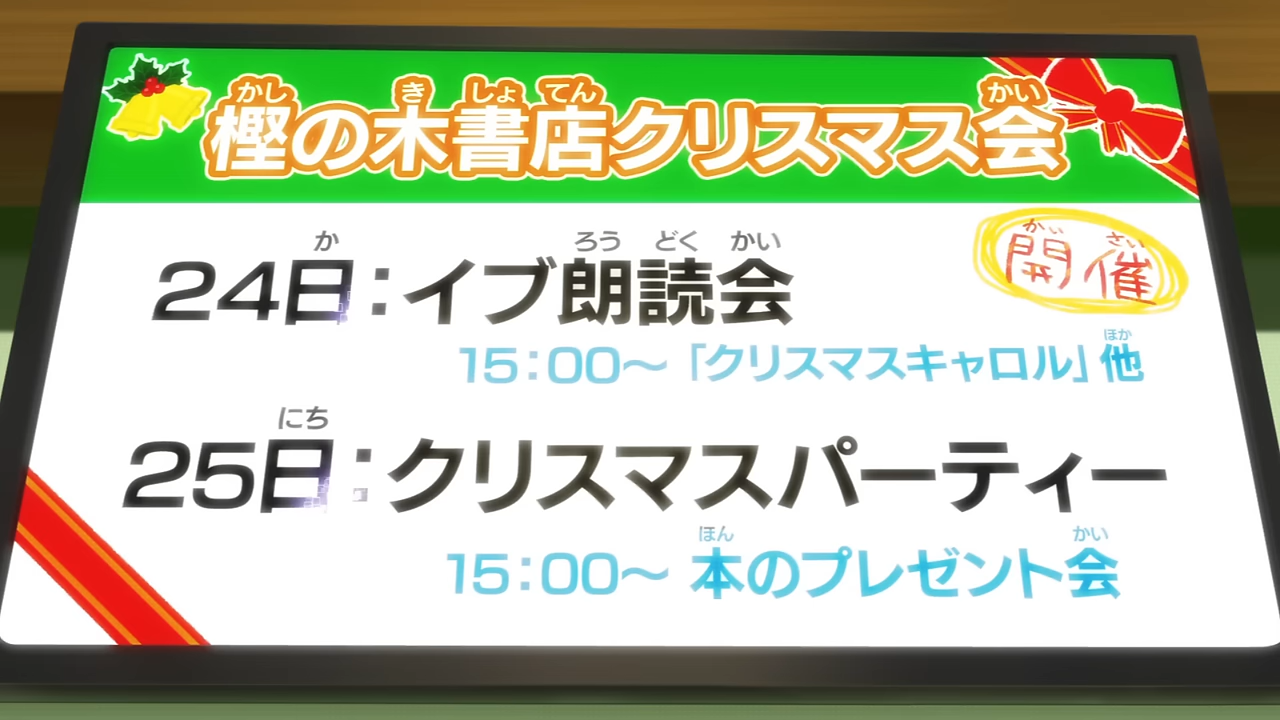 樫の木書店クリスマス会
開催
24日：イブ朗読会
15：00～「クリスマスキャロル」他
25日：クリスマスパーティー
15：00～ 本のプレゼント会